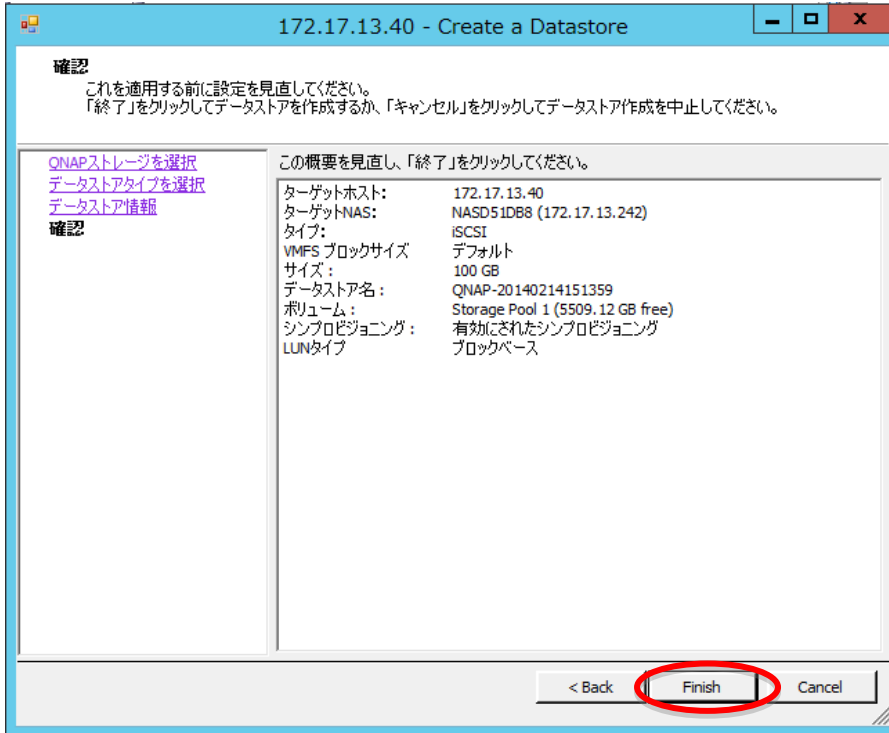 172.17.13.40 - Create a Datastore
確認
これを適用する前に設定を見直してください。
「終了」をクリックしてデータストアを作成するか、「キャンセル」をクリックしてデータストア作成を中止してください。
QNAPストレージを選択
データストアタイプを選択
データストア情報
確認
この概要を見直し、「終了」をクリックしてください。
ターゲットホスト: 172.17.13.40
ターゲットNAS: NASD51DB8 (172.17.13.242)
タイプ: iSCSI
VMFS ブロックサイズ デフォルト
サイズ : 100 GB
データストア名 : QNAP-20140214151359
ボリューム : Storage Pool 1 (5509.12 GB free)
シンプロビジョニング : 有効にされたシンプロビジョニング
LUNタイプ ブロックベース
< Back Finish Cancel